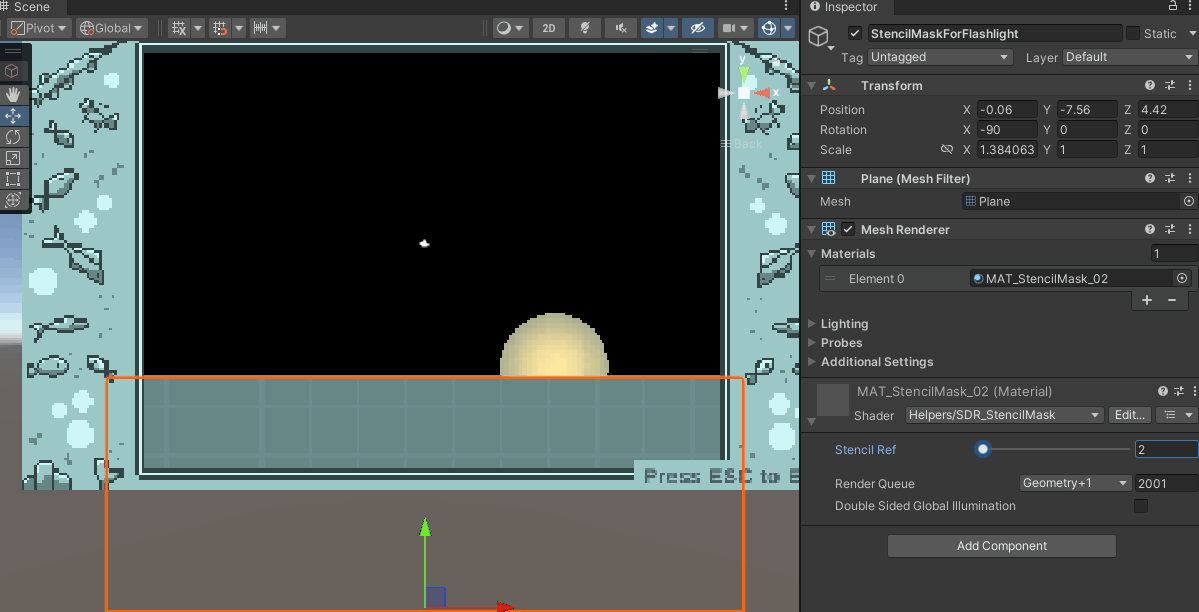 Scene
Pivot Global 2D
y
x
Back
Press ESC to E
Inspector
StencilMaskForFlashlight Static
Tag Untagged Layer Default
Transform
Position X -0.06 Y -7.56 Z 4.42
Rotation X -90 Y 0 Z 0
Scale X 1.384063 Y 1 Z 1
Plane (Mesh Filter)
Mesh Plane
Mesh Renderer
Materials 1
Element 0 MAT_StencilMask_02
Lighting
Probes
Additional Settings
MAT_StencilMask_02 (Material)
Shader Helpers/SDR_StencilMask Edit...
Stencil Ref 2
Render Queue Geometry+1 2001
Double Sided Global Illumination
Add Component